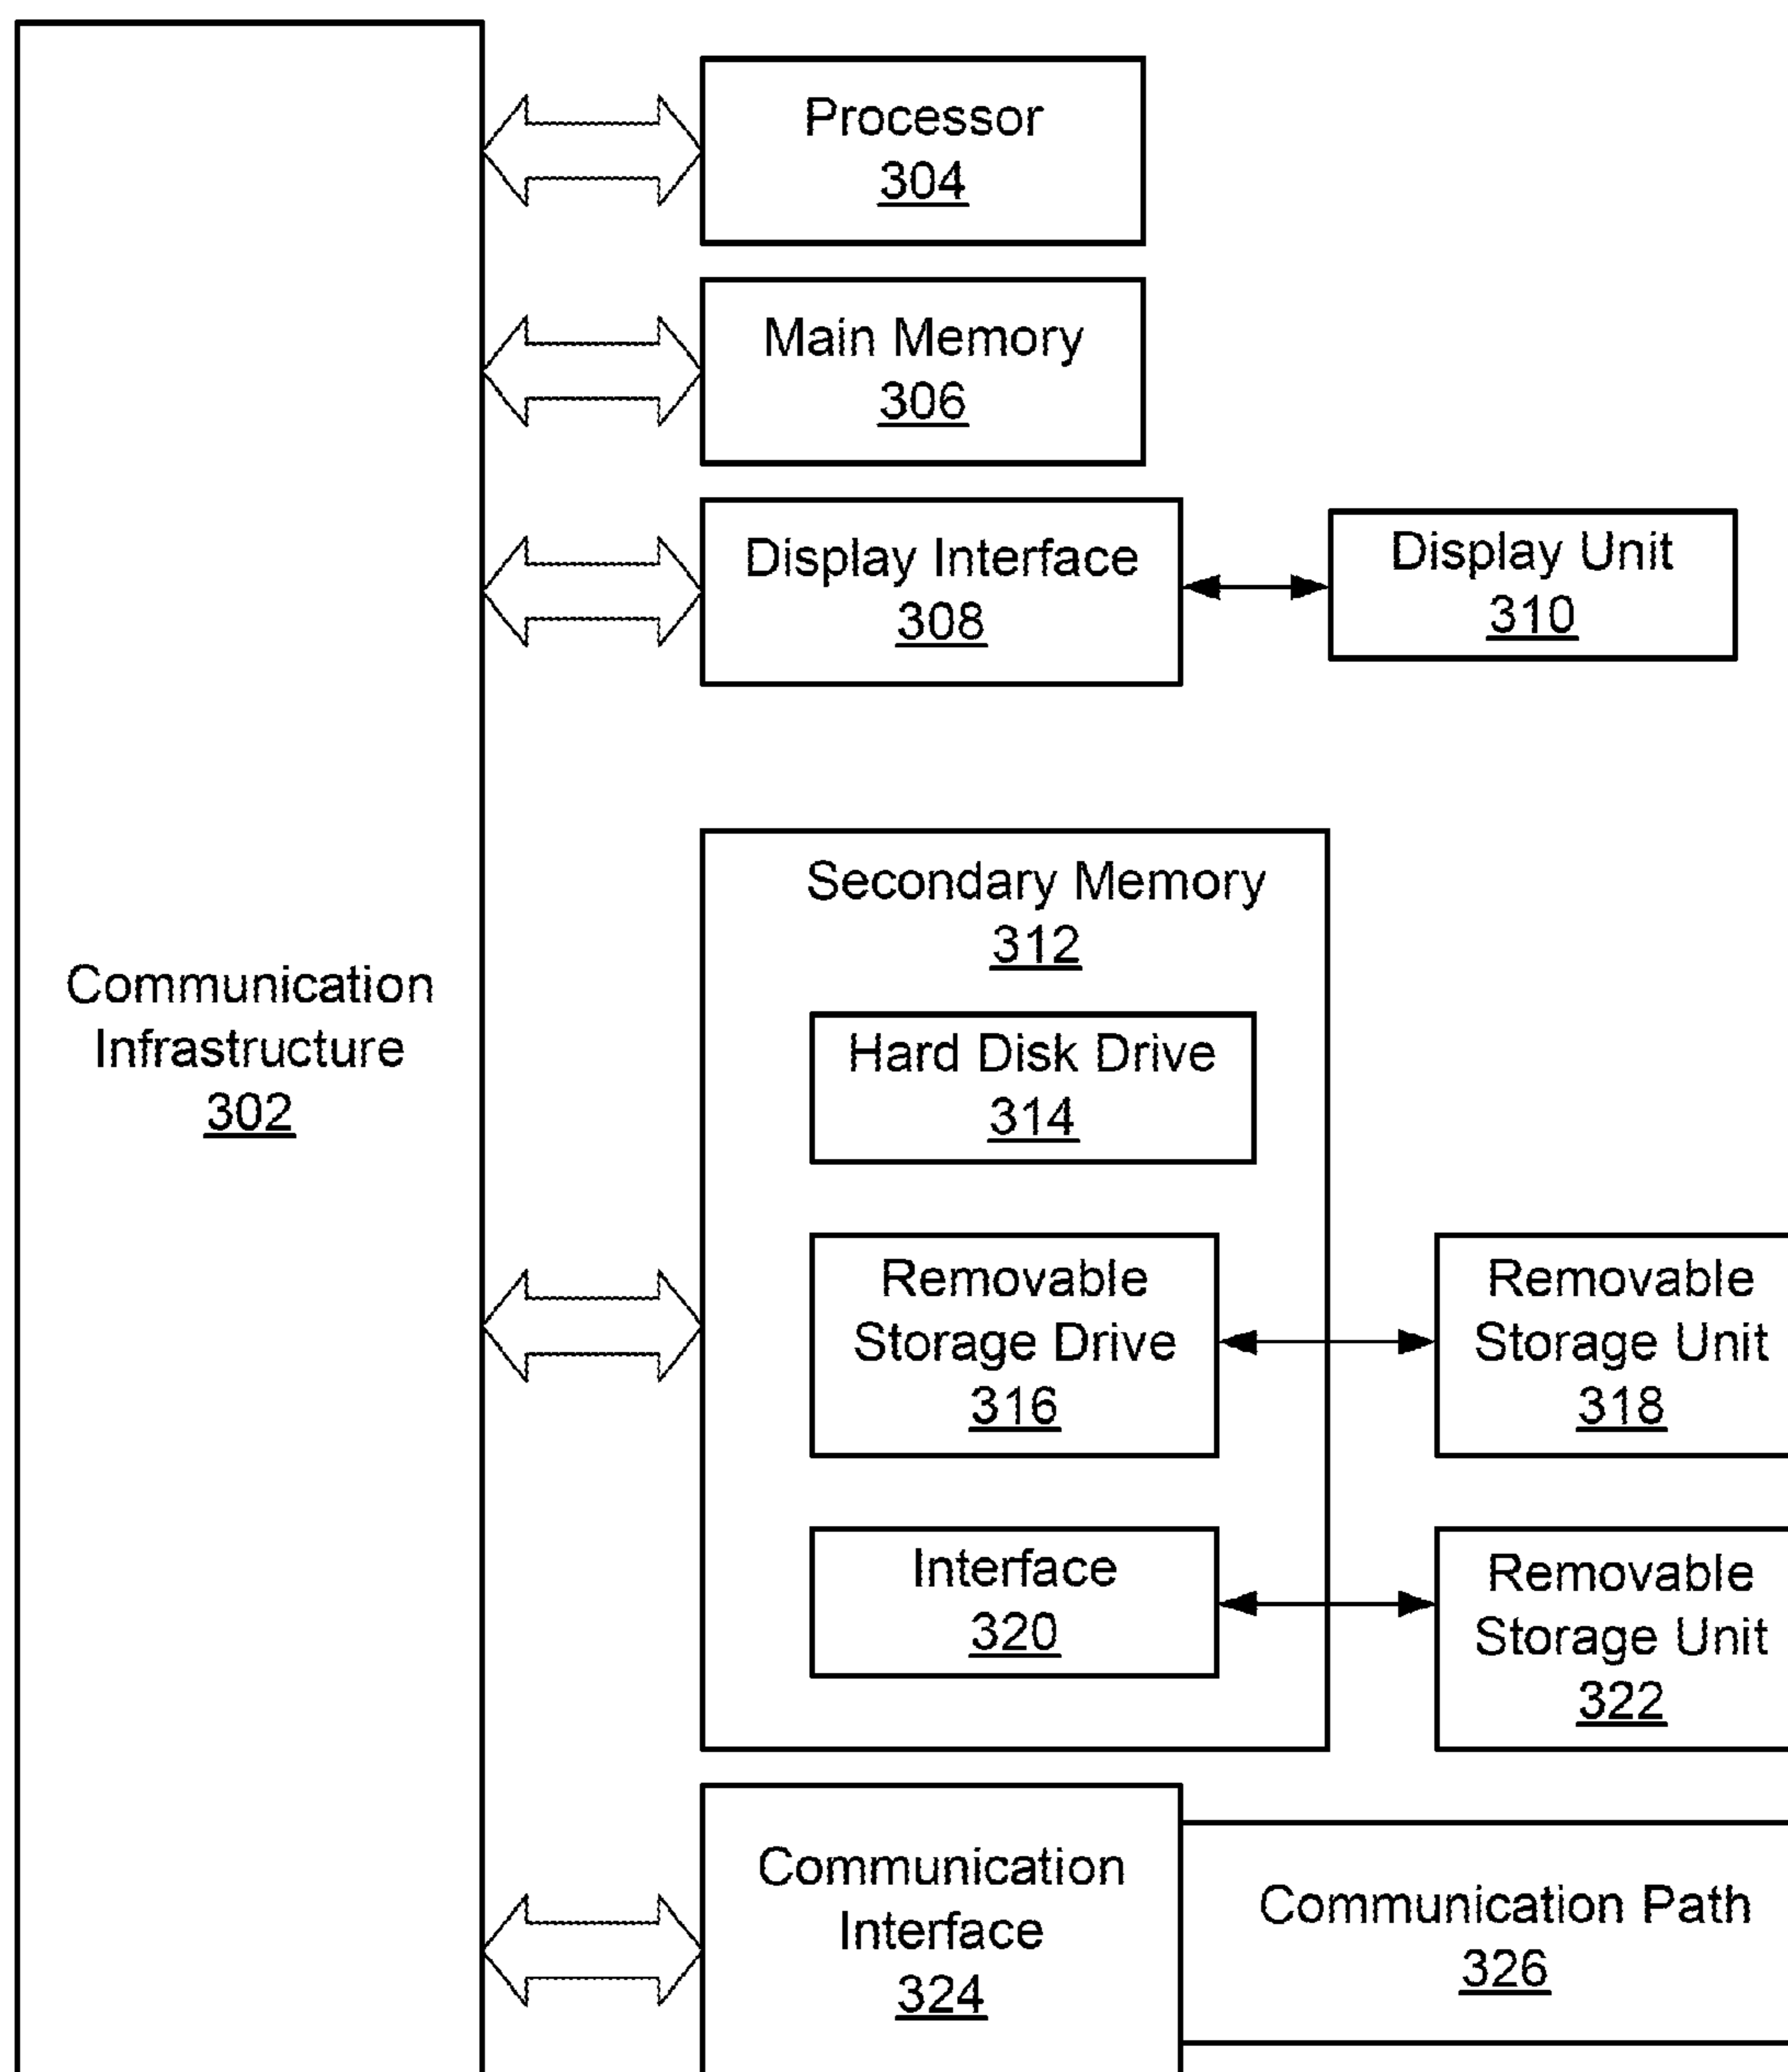 Processor
304
Main Memory
306
Display Interface
308
Display Unit
310
Secondary Memory
312
Communication
Infrastructure
302
Hard Disk Drive
314
Removable
Storage Drive
316
Removable
Storage Unit
318
Interface
320
Removable
Storage Unit
322
Communication
Interface
324
Communication Path
326